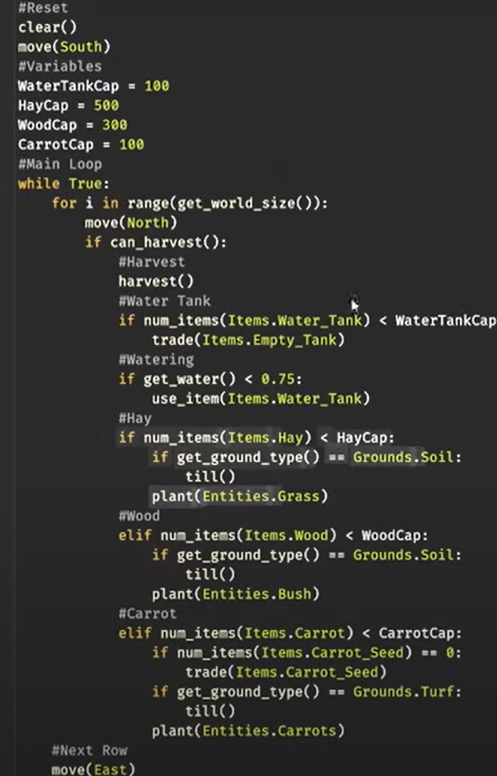 #Reset
clear()
move(South)
#Variables
WaterTankCap = 100
HayCap = 500
WoodCap = 300
CarrotCap = 100
#Main Loop
while True:
    for i in range(get_world_size()):
        move(North)
        if can_harvest():
            #Harvest
            harvest()
            #Water Tank
            if num_items(Items.Water_Tank) < WaterTankCap
                trade(Items.Empty_Tank)
            #Watering
            if get_water() < 0.75:
                use_item(Items.Water_Tank)
            #Hay
            if num_items(Items.Hay) < HayCap:
                if get_ground_type() == Grounds.Soil:
                    till()
                plant(Entities.Grass)
            #Wood
            elif num_items(Items.Wood) < WoodCap:
                if get_ground_type() == Grounds.Soil:
                    till()
                plant(Entities.Bush)
            #Carrot
            elif num_items(Items.Carrot) < CarrotCap:
                if num_items(Items.Carrot_Seed) == 0:
                    trade(Items.Carrot_Seed)
                if get_ground_type() == Grounds.Turf:
                    till()
                plant(Entities.Carrots)
    #Next Row
    move(East)